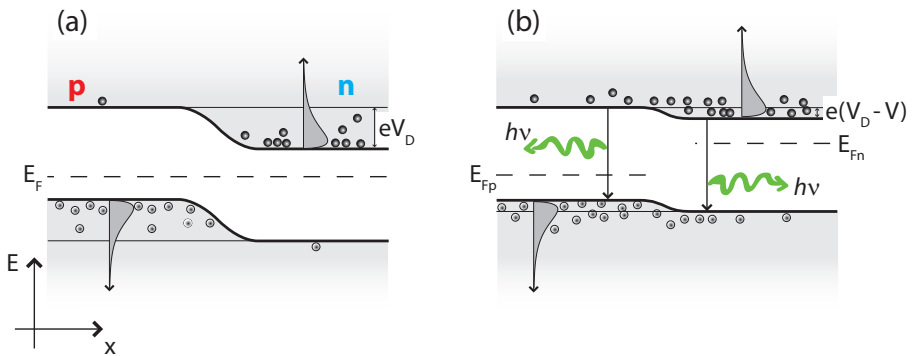 (a)
p
n
eV_D
E_F
E
x
(b)
e(V_D - V)
hν
E_Fn
E_Fp
hν